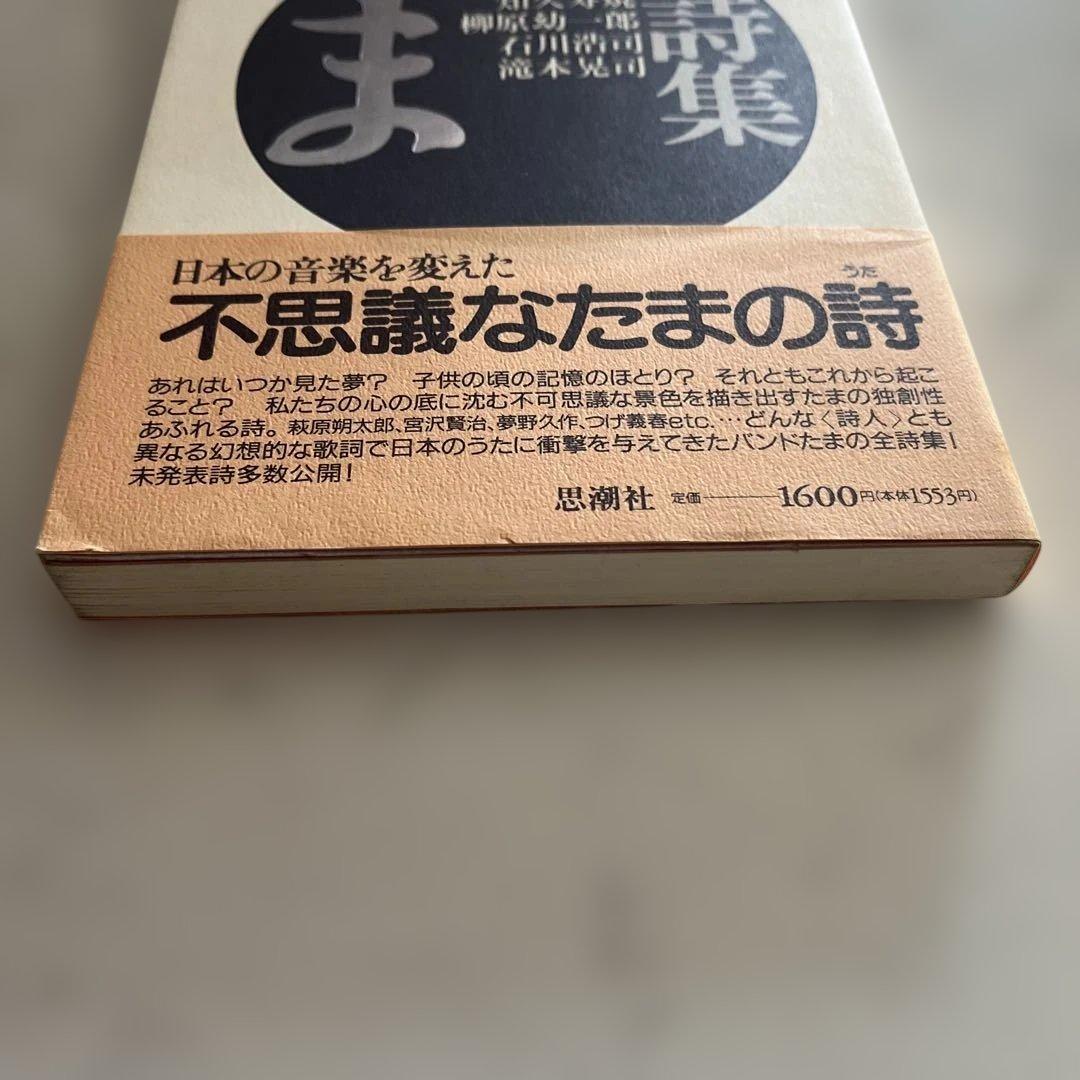 詩集
柳原幼一郎
石川浩司
滝本晃司
ま
日本の音楽を変えた
うた
不思議なたまの詩
あれはいつか見た夢? 子供の頃の記憶のほとり? それともこれから起こ
ること? 私たちの心の底に沈む不可思議な景色を描き出すたまの独創性
あふれる詩。萩原朔太郎、宮沢賢治、夢野久作、つげ義春etc.…どんな〈詩人〉とも
異なる幻想的な歌詞で日本のうたに衝撃を与えてきたバンドたまの全詩集!
未発表詩多数公開!
思潮社 定価――1600円(本体1553円)